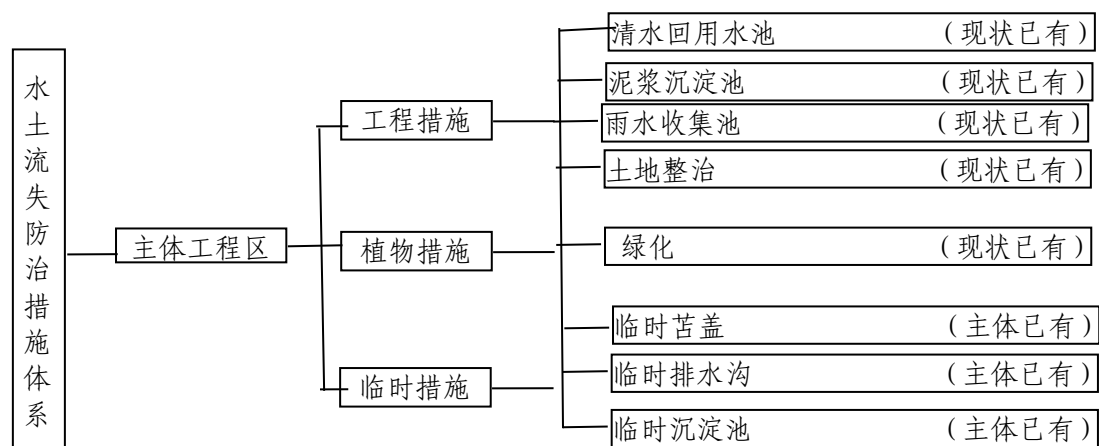 水土流失防治措施体系
主体工程区
工程措施
植物措施
临时措施
清水回用水池 (现状已有)
泥浆沉淀池 (现状已有)
雨水收集池 (现状已有)
土地整治 (现状已有)
绿化 (现状已有)
临时苫盖 (主体已有)
临时排水沟 (主体已有)
临时沉淀池 (主体已有)